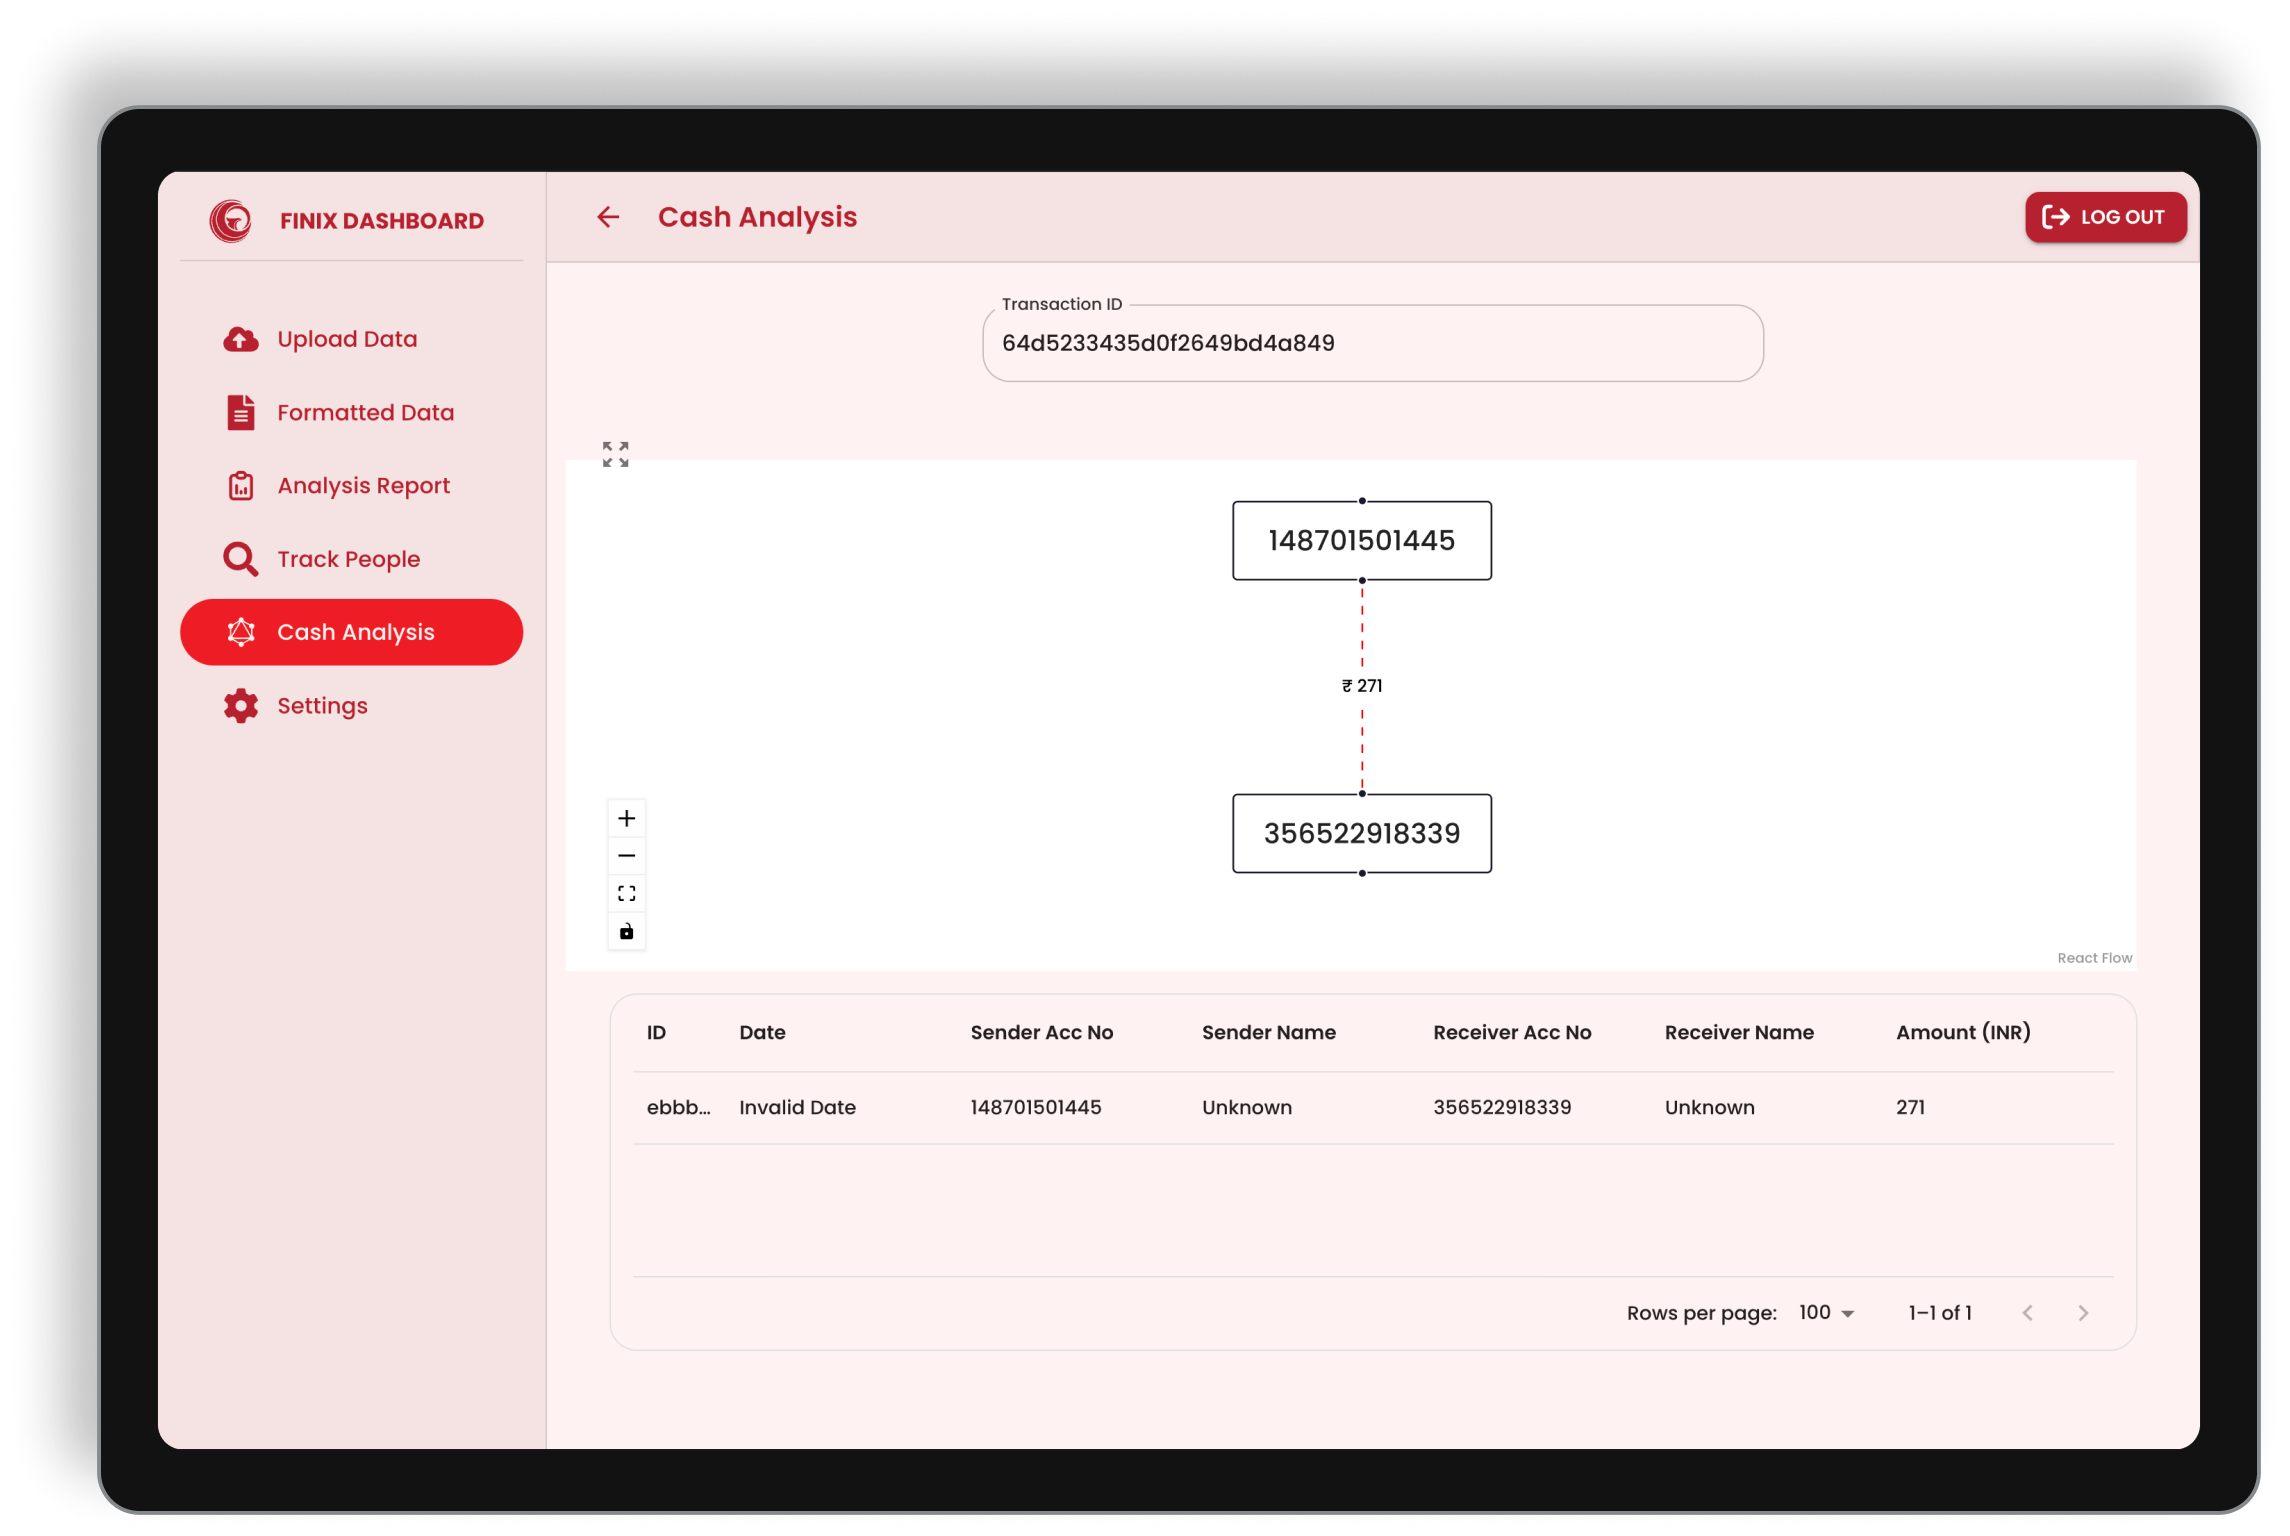 FINIX DASHBOARD
Upload Data
Formatted Data
Analysis Report
Track People
Cash Analysis
Settings
Cash Analysis
LOG OUT
Transaction ID
64d5233435d0f2649bd4a849
148701501445
₹ 271
356522918339
React Flow
ID Date Sender Acc No Sender Name Receiver Acc No Receiver Name Amount (INR)
ebbb... Invalid Date 148701501445 Unknown 356522918339 Unknown 271
Rows per page: 100 1–1 of 1